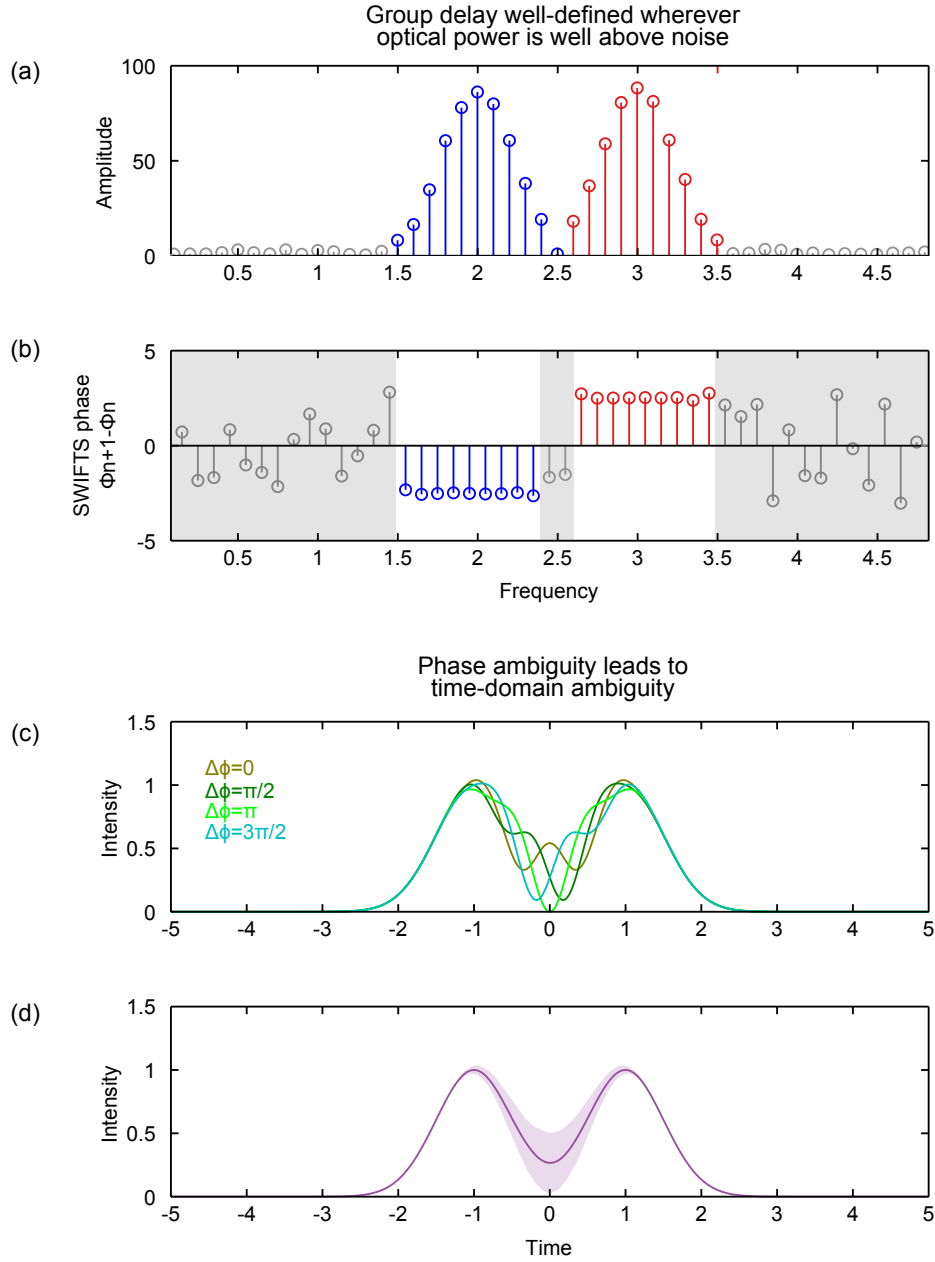 Group delay well-defined wherever
optical power is well above noise
(a)
Amplitude
100
50
0
0.5 1 1.5 2 2.5 3 3.5 4 4.5
(b)
SWIFTS phase
ϕn+1-ϕn
5
0
-5
0.5 1 1.5 2 2.5 3 3.5 4 4.5
Frequency
Phase ambiguity leads to
time-domain ambiguity
(c)
Intensity
1.5
1
0.5
0
Δϕ=0
Δϕ=π/2
Δϕ=π
Δϕ=3π/2
-5 -4 -3 -2 -1 0 1 2 3 4 5
(d)
Intensity
1.5
1
0.5
0
-5 -4 -3 -2 -1 0 1 2 3 4 5
Time